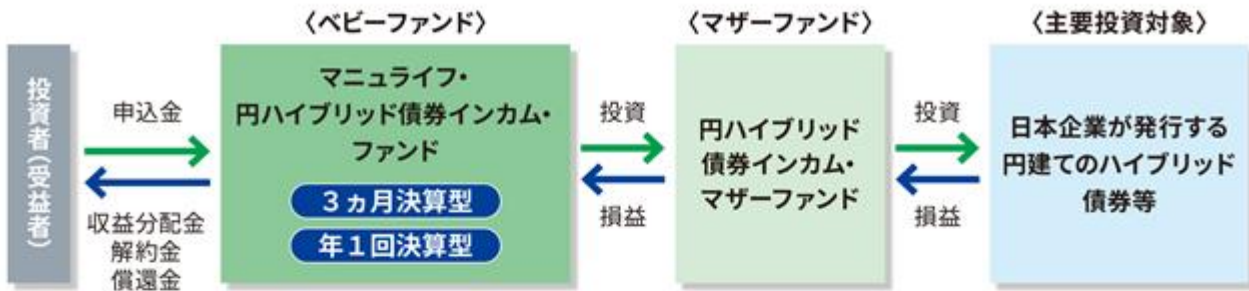 〈ベビーファンド〉
〈マザーファンド〉
〈主要投資対象〉
投資者(受益者)
申込金
収益分配金
解約金
償還金
マニュライフ・
円ハイブリッド債券インカム・
ファンド
3ヵ月決算型
年1回決算型
投資
損益
円ハイブリッド
債券インカム・
マザーファンド
投資
損益
日本企業が発行する
円建てのハイブリッド
債券等